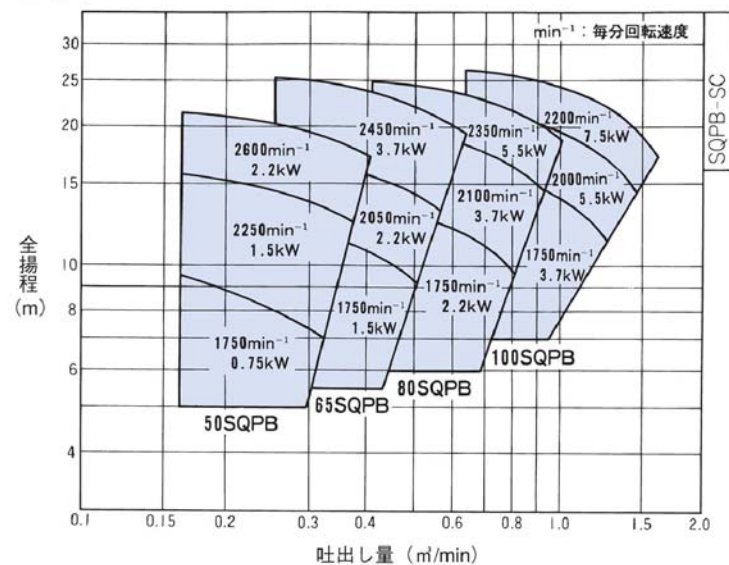 min⁻¹：毎分回転速度
SQPB-SC
全揚程
(m)
30
25
20
15
10
8
6
4
3
2600min⁻¹
2.2kW
2250min⁻¹
1.5kW
1750min⁻¹
0.75kW
50SQPB
2450min⁻¹
3.7kW
2050min⁻¹
2.2kW
1750min⁻¹
1.5kW
65SQPB
2350min⁻¹
5.5kW
2100min⁻¹
3.7kW
1750min⁻¹
2.2kW
80SQPB
2200min⁻¹
7.5kW
2000min⁻¹
5.5kW
1750min⁻¹
3.7kW
100SQPB
0.1 0.15 0.2 0.3 0.4 0.6 0.8 1.0 1.5 2.0
吐出し量 (㎥/min)